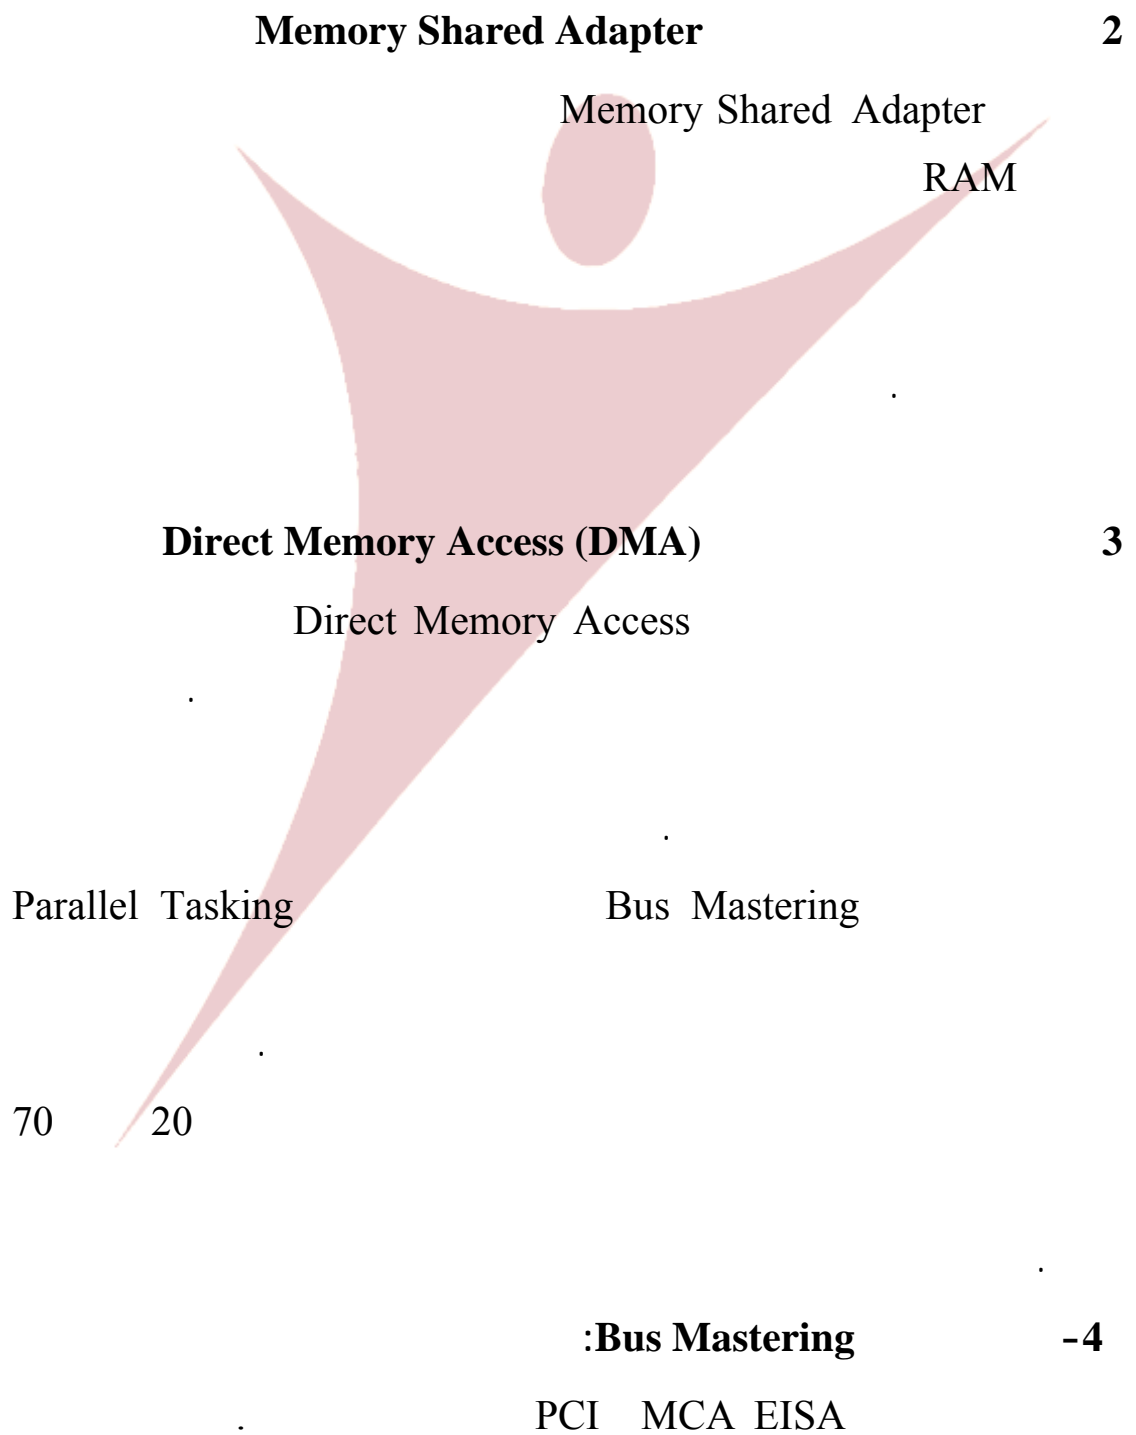 2 Memory Shared Adapter
Memory Shared Adapter
RAM
.
3 Direct Memory Access (DMA)
Direct Memory Access
.
.
Bus Mastering Parallel Tasking
.
20 70
.
4- Bus Mastering:
EISA MCA PCI .